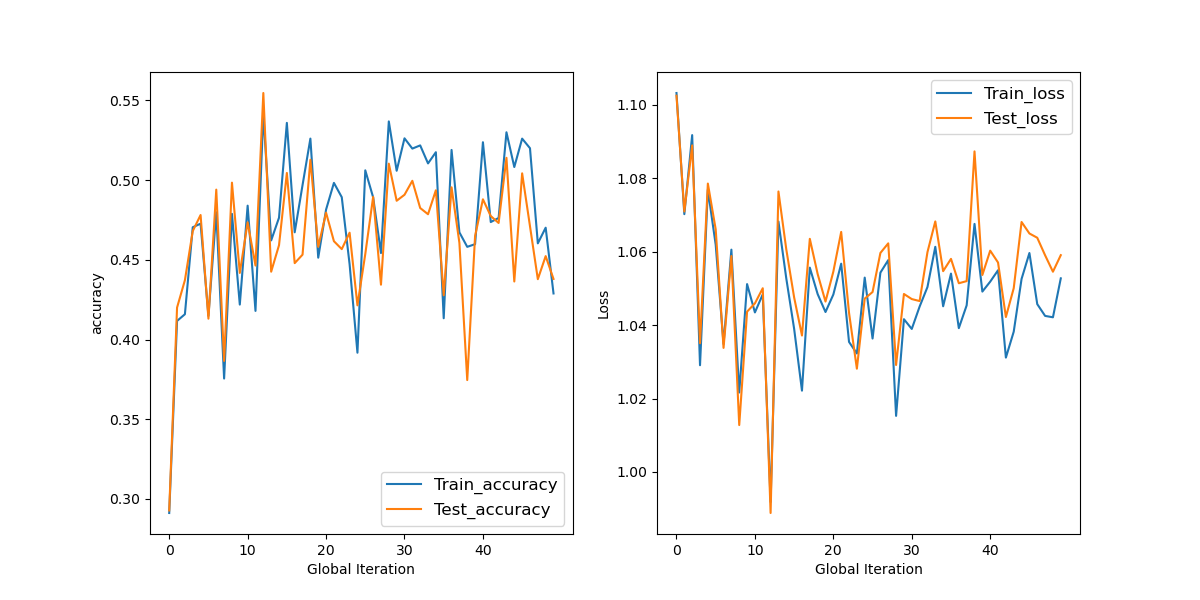 0.55
0.50
0.45
0.40
0.35
0.30
accuracy
0
10
20
30
40
Global Iteration
Train_accuracy
Test_accuracy
1.10
1.08
1.06
1.04
1.02
1.00
Loss
0
10
20
30
40
Global Iteration
Train_loss
Test_loss